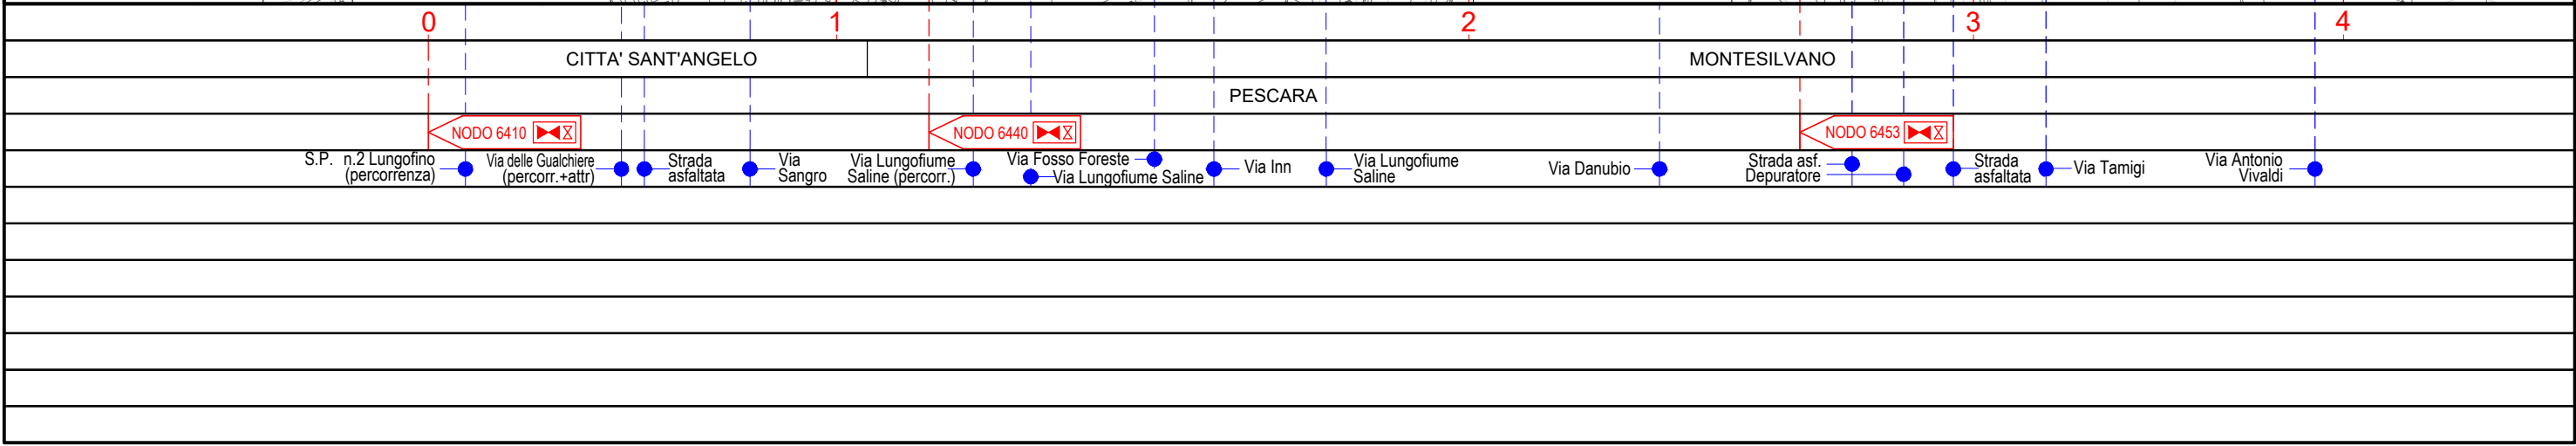 0 1 2 3 4
CITTA' SANT'ANGELO MONTESILVANO
PESCARA
NODO 6410 NODO 6440 NODO 6453
S.P. n.2 Lungofino
(percorrenza)
Via delle Gualchiere
(percorr.+attr)
Strada
asfaltata
Via
Sangro
Via Lungofiume
Saline (percorr.)
Via Fosso Foreste
Via Lungofiume Saline
Via Inn
Via Lungofiume
Saline
Via Danubio
Strada asf.
Depuratore
Strada
asfaltata
Via Tamigi
Via Antonio
Vivaldi